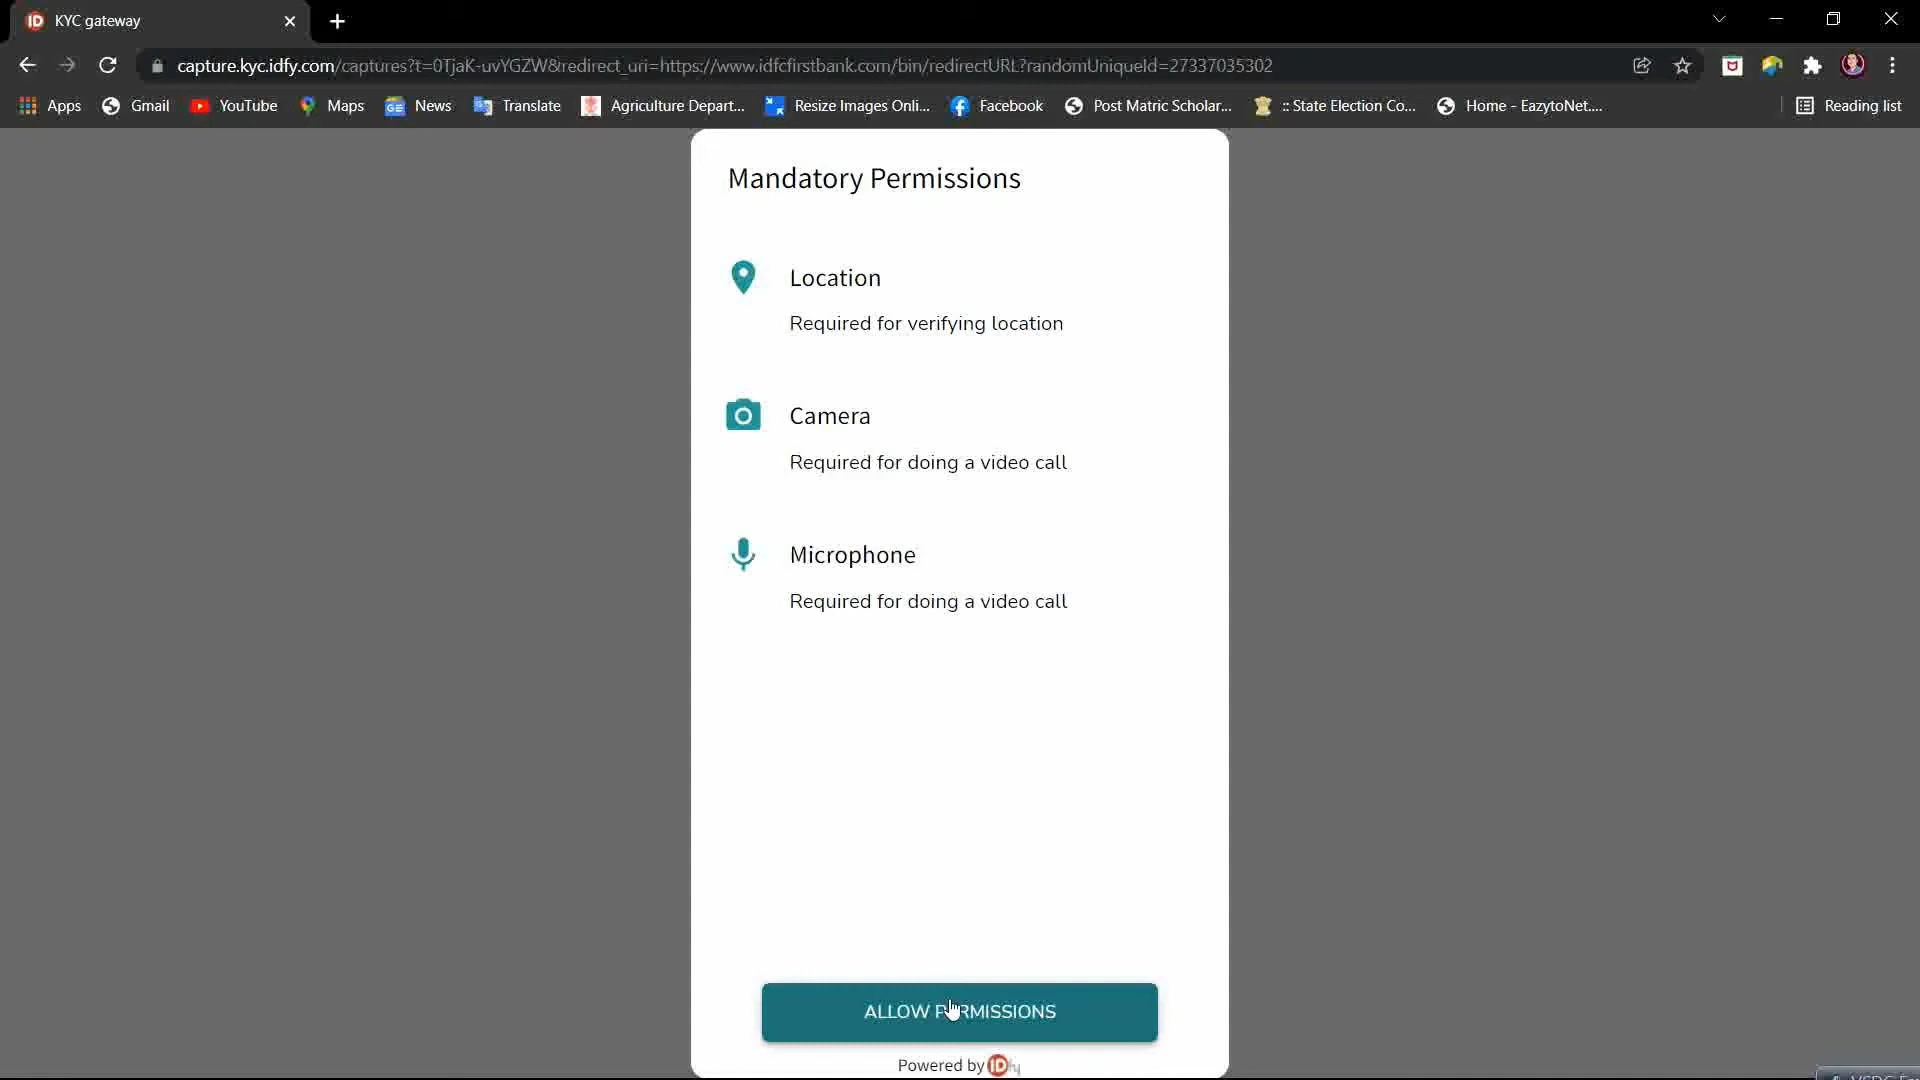 KYC gateway
capture.kyc.idfy.com/captures?t=0TjaK-uvYGZW&redirect_uri=https://www.idfcfirstbank.com/bin/redirectURL?randomUniqueId=27337035302
Apps Gmail YouTube Maps News Translate Agriculture Depart... Resize Images Onli... Facebook Post Matric Scholar... :: State Election Co... Home - EazytoNet.... Reading list
Mandatory Permissions
Location
Required for verifying location
Camera
Required for doing a video call
Microphone
Required for doing a video call
ALLOW PERMISSIONS
Powered by IDfy